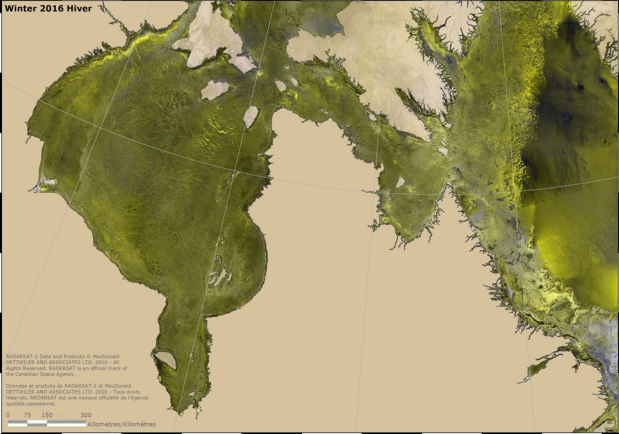 Winter 2016 Hiver
RADARSAT-2 Data and Products © MacDonald
DETTWILER AND ASSOCIATES LTD. 2016 - All
Rights Reserved. RADARSAT is an official mark of
the Canadian Space Agency.
Données et produits de RADARSAT-2 © MacDonald
DETTWILER AND ASSOCIATES LTD. 2016 - Tous droits
réservés. RADARSAT est une marque officielle de l'Agence
spatiale canadienne.
0 75 150 300
Kilometres/Kilomètres